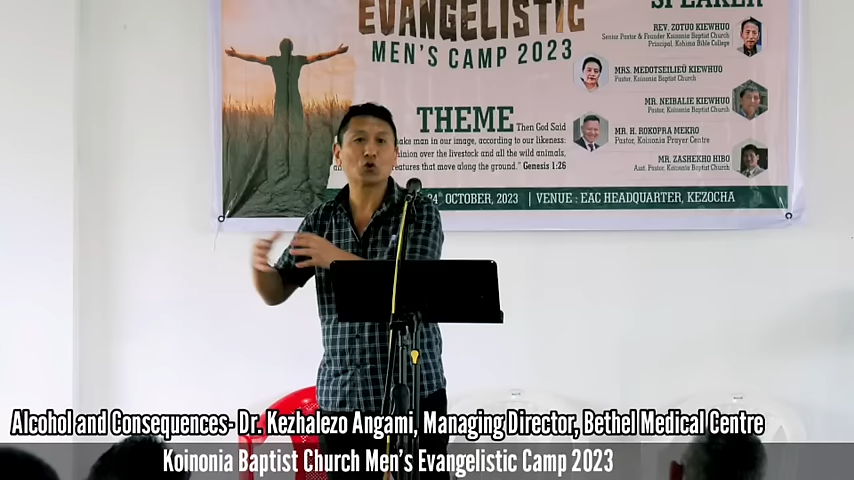 SPEAKER
EVANGELISTIC
MEN'S CAMP 2023
REV. ZOTUO KIEWHUO
Senior Pastor & Founder Koinonia Baptist Church
Principal, Kohima Bible College
MRS. MEDOTSEILIEÜ KIEWHUO
Pastor, Koinonia Baptist Church
MR. NEIBALIE KIEWHUO
Pastor, Koinonia Baptist Church
MR. H. ROKOPRA MEKRO
Pastor, Koinonia Prayer Centre
MR. ZASHEKHO HIBO
Asst. Pastor, Koinonia Baptist Church
THEME Then God Said
make man in our image, according to our likeness:
over the livestock and all the wild animals,
that move along the ground." Genesis 1:26
OCTOBER, 2023 | VENUE : EAC HEADQUARTER, KEZOCHA
Alcohol and Consequences- Dr. Kezhalezo Angami, Managing Director, Bethel Medical Centre
Koinonia Baptist Church Men's Evangelistic Camp 2023